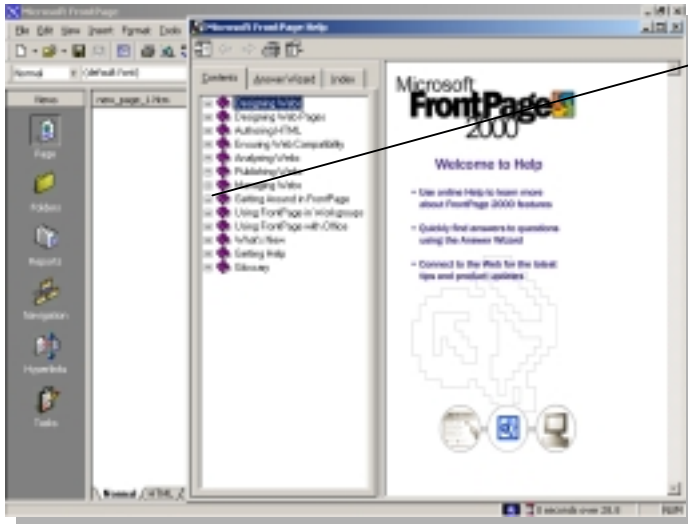 Microsoft FrontPage
File Edit View Insert Format Tools
Normal (default font)
Views
new_page_1.htm
Page
Folders
Reports
Navigation
Hyperlinks
Tasks
Normal HTML
Microsoft FrontPage Help
Contents Answer Wizard Index
Designing Webs
Designing Web Pages
Authoring HTML
Ensuring Web Compatibility
Analyzing Webs
Publishing Webs
Managing Webs
Getting Around in FrontPage
Using FrontPage in Workgroups
Using FrontPage with Office
What's New
Getting Help
Glossary
Microsoft
FrontPage
2000
Welcome to Help
Use online Help to learn more
about FrontPage 2000 features
Quickly find answers to questions
using the Answer Wizard
Connect to the Web for the latest
tips and product updates
0 seconds over 28.8
NUM